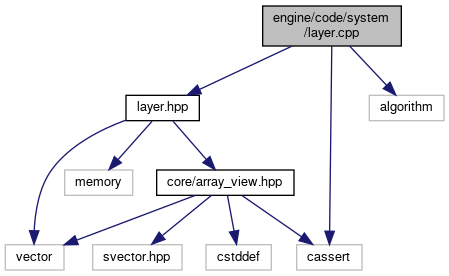 engine/code/system
/layer.cpp
layer.hpp
algorithm
memory
core/array_view.hpp
vector
svector.hpp
cstddef
cassert